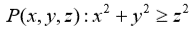 P(x, y, z) : x² + y² ≥ z²